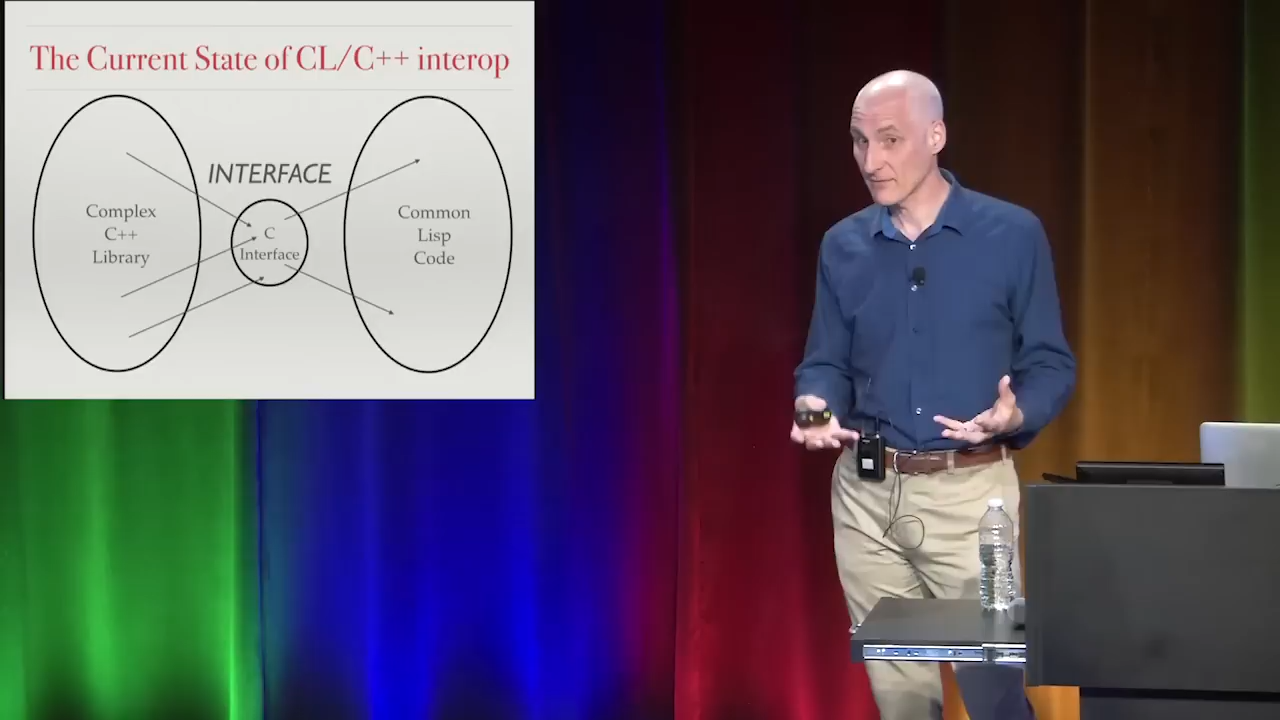 The Current State of CL/C++ interop
INTERFACE
Complex
C++
Library
C
Interface
Common
Lisp
Code